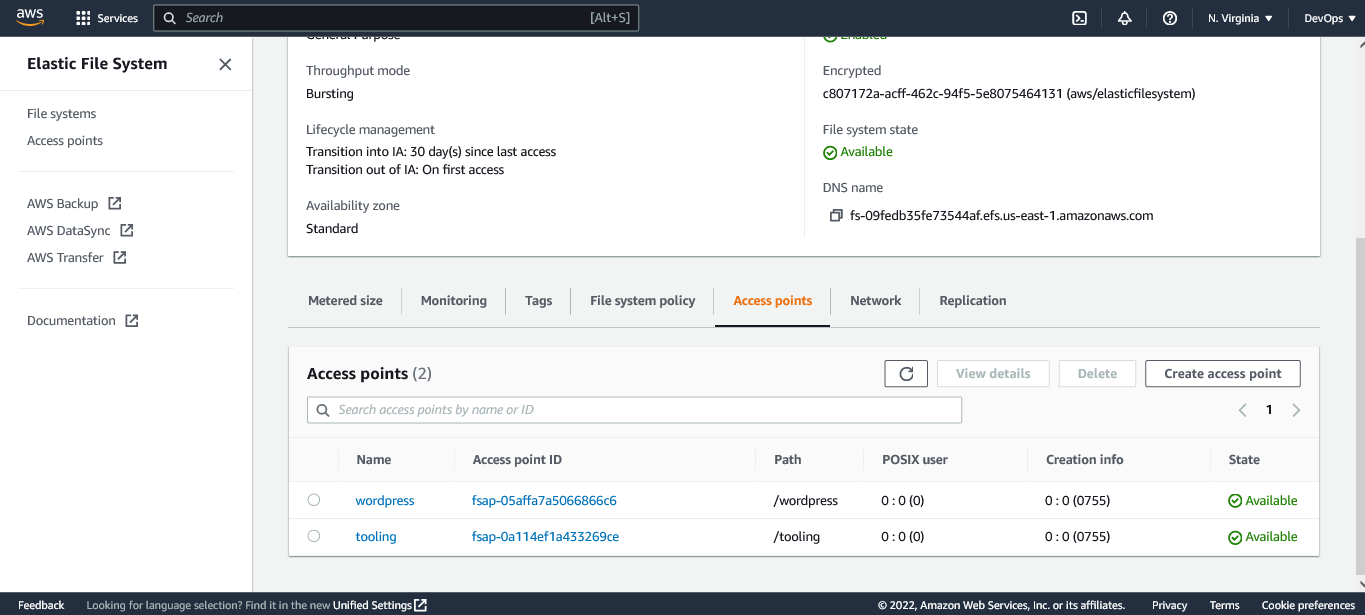 aws
Services
Search
[Alt+S]
N. Virginia
DevOps
Elastic File System
File systems
Access points
AWS Backup
AWS DataSync
AWS Transfer
Documentation
General Purpose
Throughput mode
Bursting
Lifecycle management
Transition into IA: 30 day(s) since last access
Transition out of IA: On first access
Availability zone
Standard
Enabled
Encrypted
c807172a-acff-462c-94f5-5e8075464131 (aws/elasticfilesystem)
File system state
Available
DNS name
fs-09fedb35fe73544af.efs.us-east-1.amazonaws.com
Metered size Monitoring Tags File system policy Access points Network Replication
Access points (2)
View details Delete Create access point
Search access points by name or ID
1
Name Access point ID Path POSIX user Creation info State
wordpress fsap-05affa7a5066866c6 /wordpress 0 : 0 (0) 0 : 0 (0755) Available
tooling fsap-0a114ef1a433269ce /tooling 0 : 0 (0) 0 : 0 (0755) Available
Feedback Looking for language selection? Find it in the new Unified Settings © 2022, Amazon Web Services, Inc. or its affiliates. Privacy Terms Cookie preferences